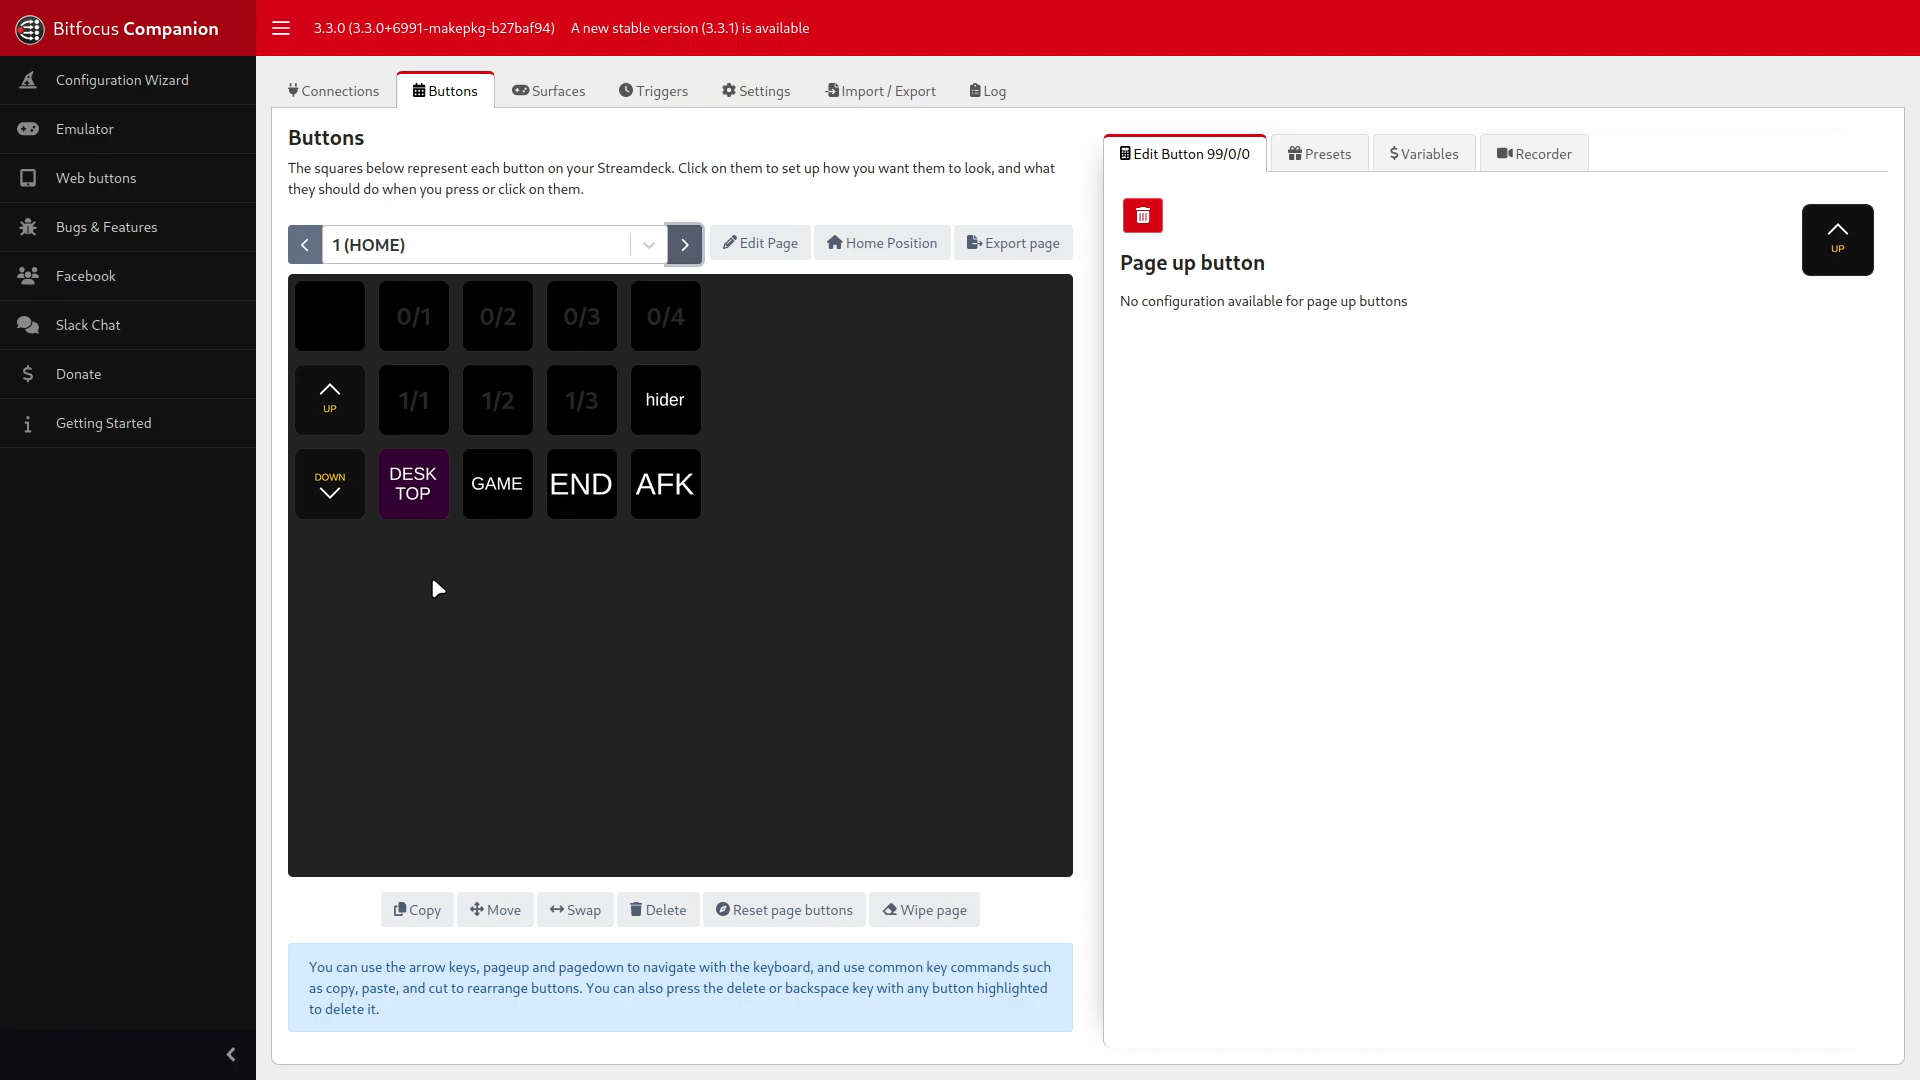 Bitfocus Companion
3.3.0 (3.3.0+6991-makepkg-b27baf94)
A new stable version (3.3.1) is available
Configuration Wizard
Emulator
Web buttons
Bugs & Features
Facebook
Slack Chat
Donate
Getting Started
Connections
Buttons
Surfaces
Triggers
Settings
Import / Export
Log
Buttons
The squares below represent each button on your Streamdeck. Click on them to set up how you want them to look, and what
they should do when you press or click on them.
1 (HOME)
Edit Page
Home Position
Export page
0/1
0/2
0/3
0/4
UP
1/1
1/2
1/3
hider
DOWN
DESK
TOP
GAME
END
AFK
Copy
Move
Swap
Delete
Reset page buttons
Wipe page
You can use the arrow keys, pageup and pagedown to navigate with the keyboard, and use common key commands such
as copy, paste, and cut to rearrange buttons. You can also press the delete or backspace key with any button highlighted
to delete it.
Edit Button 99/0/0
Presets
Variables
Recorder
UP
Page up button
No configuration available for page up buttons